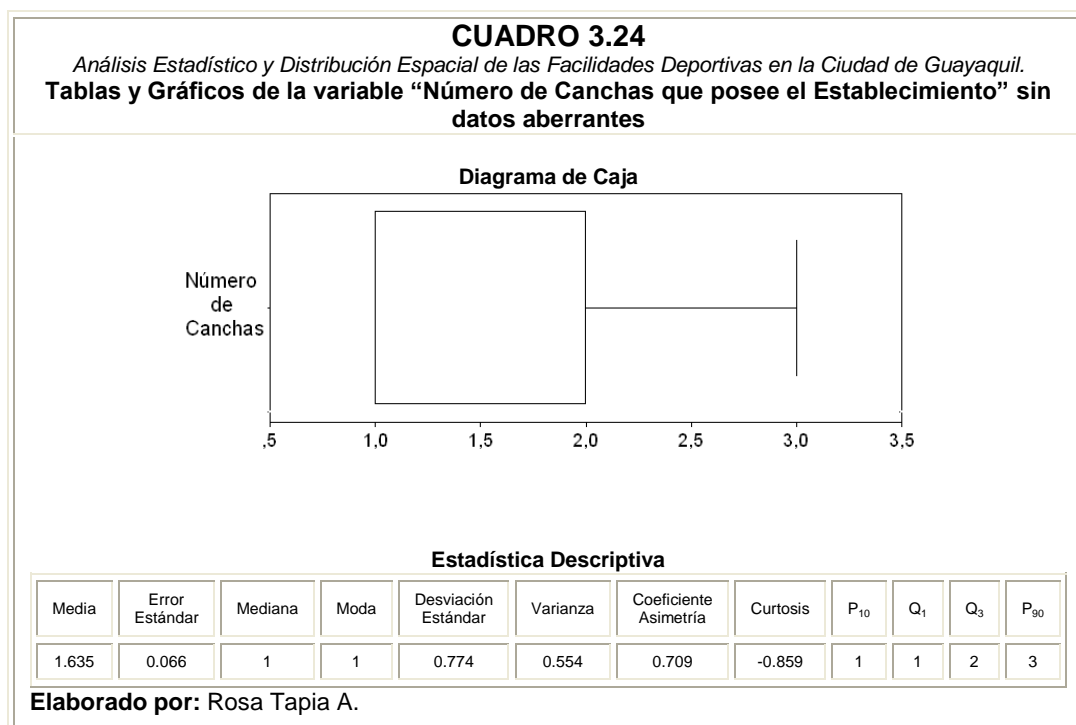 CUADRO 3.24
Análisis Estadístico y Distribución Espacial de las Facilidades Deportivas en la Ciudad de Guayaquil.
Tablas y Gráficos de la variable “Número de Canchas que posee el Establecimiento” sin
datos aberrantes
Diagrama de Caja
Número
de
Canchas
,5 1,0 1,5 2,0 2,5 3,0 3,5
Estadística Descriptiva
Media Error Estándar Mediana Moda Desviación Estándar Varianza Coeficiente Asimetría Curtosis P10 Q1 Q3 P90
1.635 0.066 1 1 0.774 0.554 0.709 -0.859 1 1 2 3
Elaborado por: Rosa Tapia A.